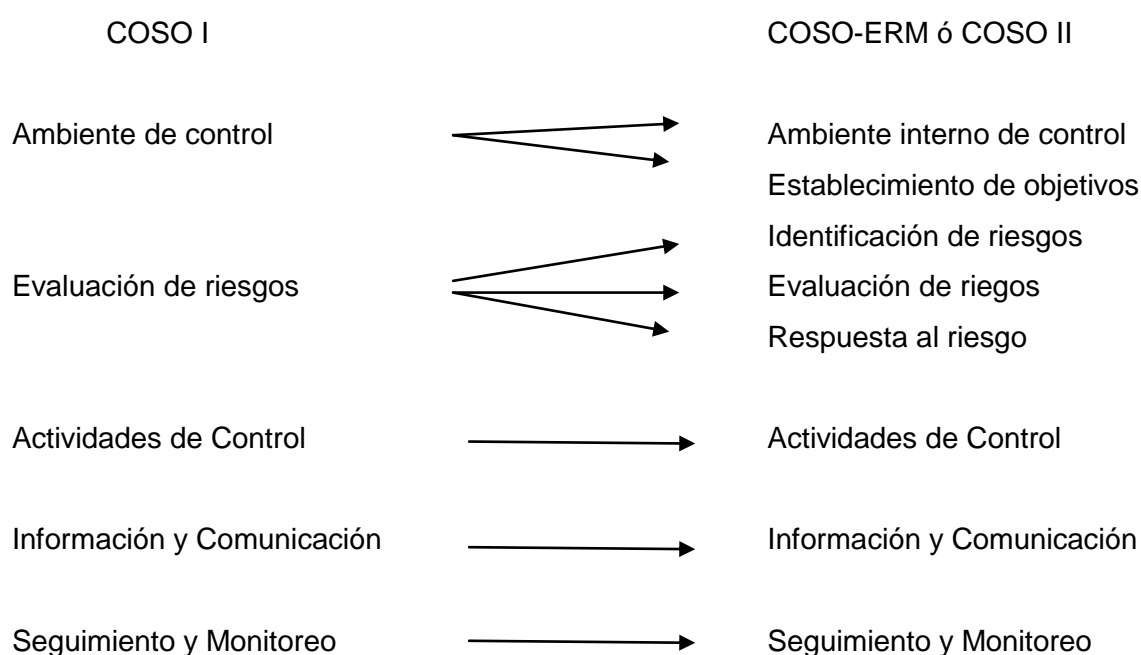 COSO I COSO-ERM ó COSO II
Ambiente de control Ambiente interno de control
Establecimiento de objetivos
Identificación de riesgos
Evaluación de riesgos Evaluación de riegos
Respuesta al riesgo
Actividades de Control Actividades de Control
Información y Comunicación Información y Comunicación
Seguimiento y Monitoreo Seguimiento y Monitoreo